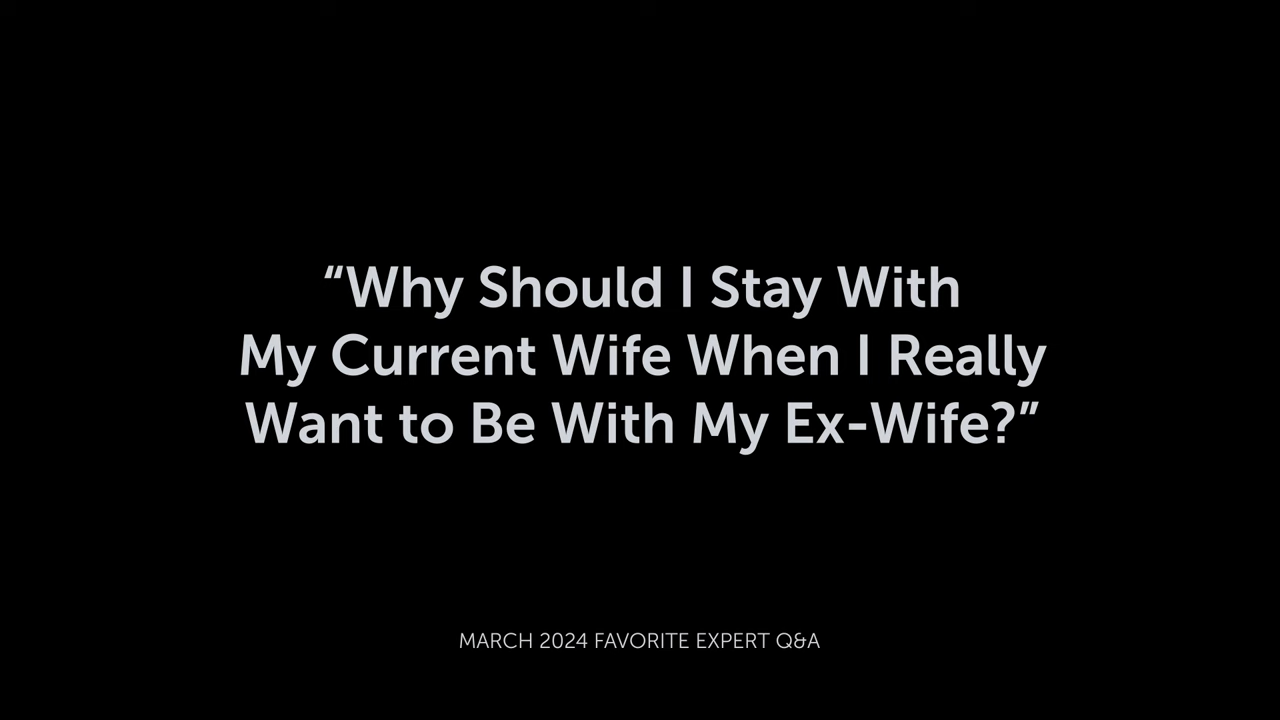 “Why Should I Stay With
My Current Wife When I Really
Want to Be With My Ex-Wife?”
MARCH 2024 FAVORITE EXPERT Q&A